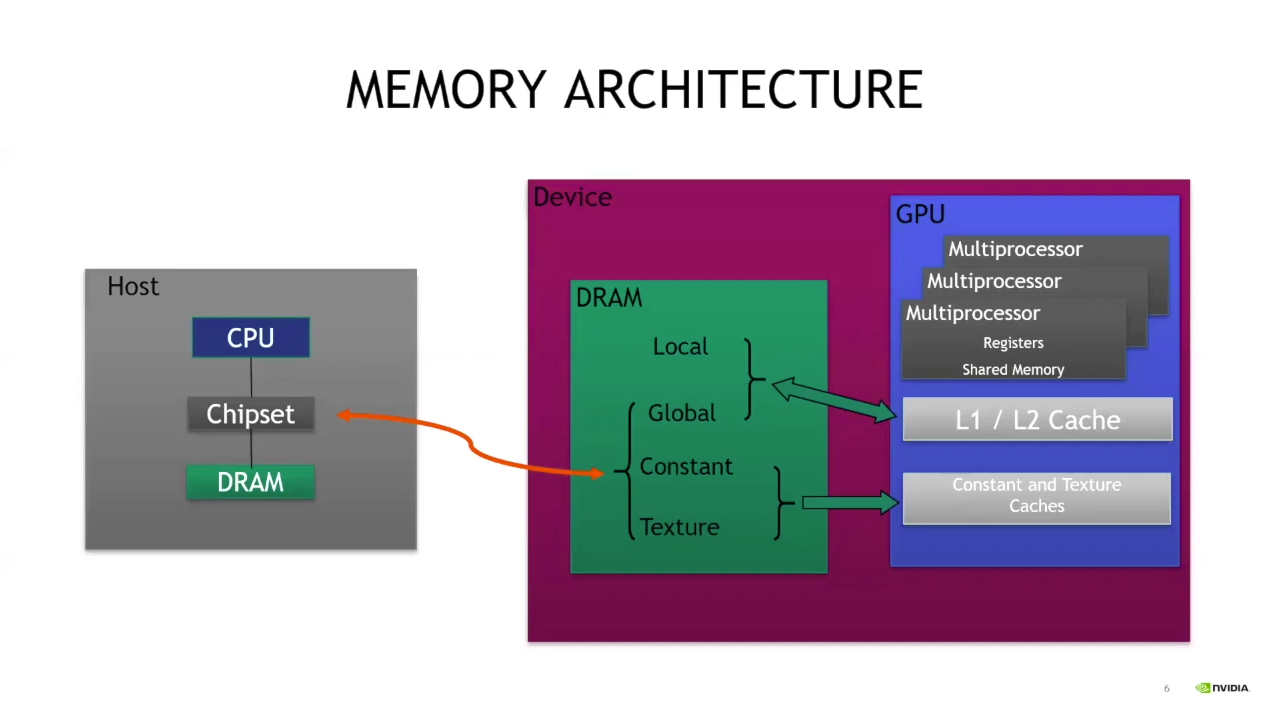 MEMORY ARCHITECTURE
Host
CPU
Chipset
DRAM
Device
DRAM
Local
Global
Constant
Texture
GPU
Multiprocessor
Multiprocessor
Multiprocessor
Registers
Shared Memory
L1 / L2 Cache
Constant and Texture
Caches
6
NVIDIA.